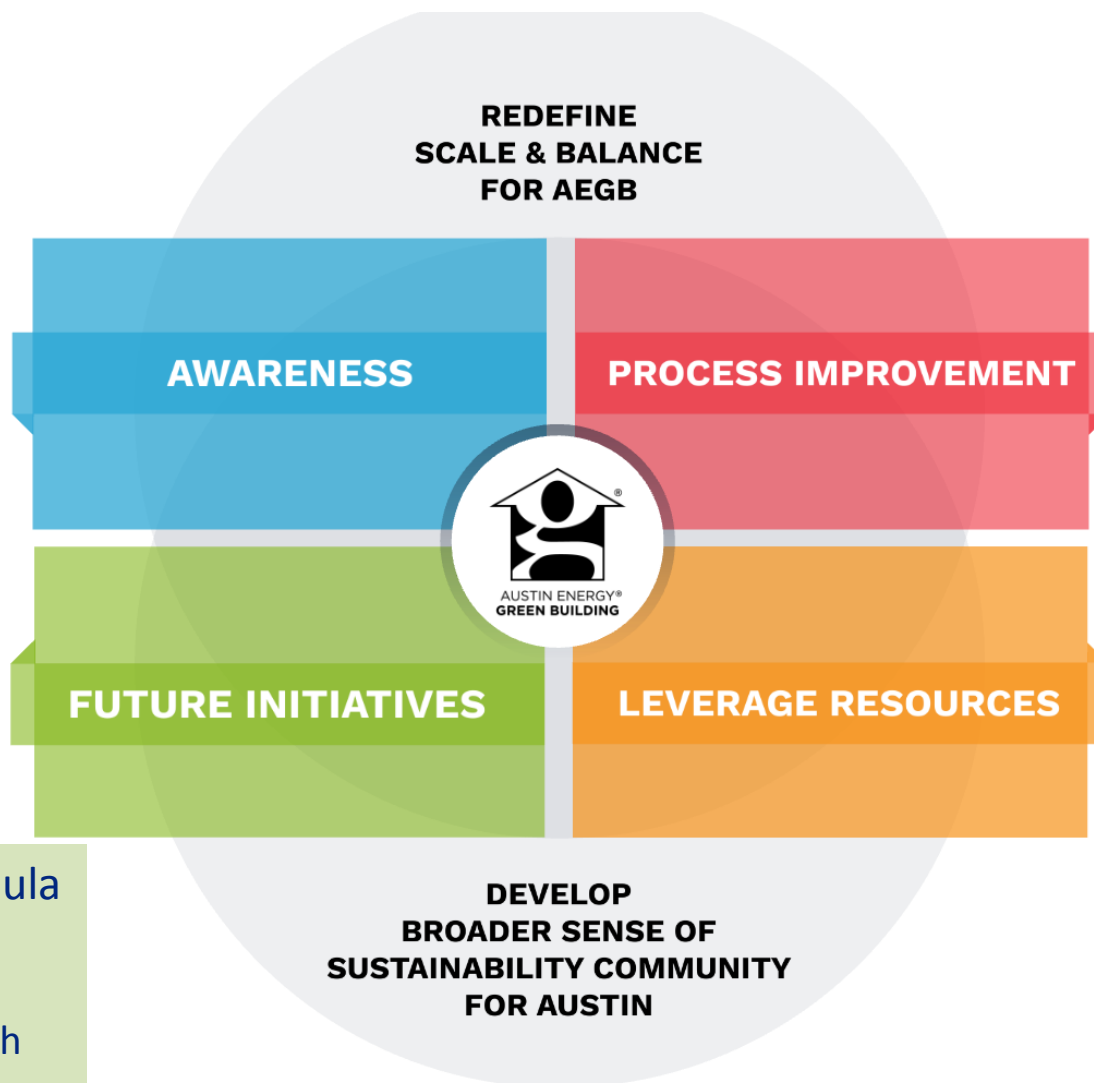 REDEFINE
SCALE & BALANCE
FOR AEGB
AWARENESS
PROCESS IMPROVEMENT
®
AUSTIN ENERGY®
GREEN BUILDING
FUTURE INITIATIVES
LEVERAGE RESOURCES
ula
h
DEVELOP
BROADER SENSE OF
SUSTAINABILITY COMMUNITY
FOR AUSTIN